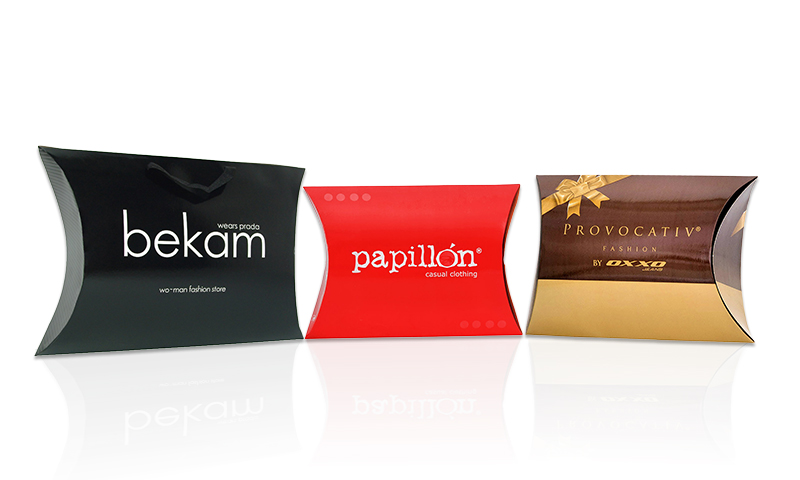 wears prada
bekam
wo-man fashion store
papillón®
casual clothing
PROVOCATIV®
FASHION
BY OXXO
JEANS